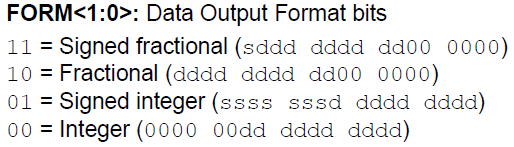 FORM<1:0>: Data Output Format bits
11 = Signed fractional (sddd dddd dd00 0000)
10 = Fractional (dddd dddd dd00 0000)
01 = Signed integer (ssss sssd dddd dddd)
00 = Integer (0000 00dd dddd dddd)